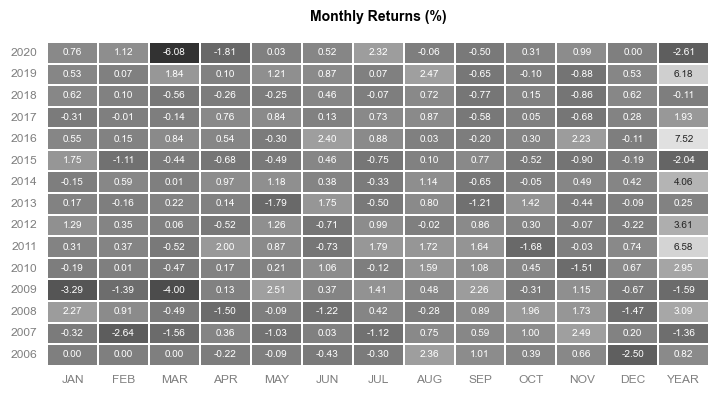 Monthly Returns (%)
2020 0.76 1.12 -6.08 -1.81 0.03 0.52 2.32 -0.06 -0.50 0.31 0.99 0.00 -2.61
2019 0.53 0.07 1.84 0.10 1.21 0.87 0.07 2.47 -0.65 -0.10 -0.88 0.53 6.18
2018 0.62 0.10 -0.56 -0.26 -0.25 0.46 -0.07 0.72 -0.77 0.15 -0.86 0.62 -0.11
2017 -0.31 -0.01 -0.14 0.76 0.84 0.13 0.73 0.87 -0.58 0.05 -0.68 0.28 1.93
2016 0.55 0.15 0.84 0.54 -0.30 2.40 0.88 0.03 -0.20 0.30 2.23 -0.11 7.52
2015 1.75 -1.11 -0.44 -0.68 -0.49 0.46 -0.75 0.10 0.77 -0.52 -0.90 -0.19 -2.04
2014 -0.15 0.59 0.01 0.97 1.18 0.38 -0.33 1.14 -0.65 -0.05 0.49 0.42 4.06
2013 0.17 -0.16 0.22 0.14 -1.79 1.75 -0.50 0.80 -1.21 1.42 -0.44 -0.09 0.25
2012 1.29 0.35 0.06 -0.52 1.26 -0.71 0.99 -0.02 0.86 0.30 -0.07 -0.22 3.61
2011 0.31 0.37 -0.52 2.00 0.87 -0.73 1.79 1.72 1.64 -1.68 -0.03 0.74 6.58
2010 -0.19 0.01 -0.47 0.17 0.21 1.06 -0.12 1.59 1.08 0.45 -1.51 0.67 2.95
2009 -3.29 -1.39 -4.00 0.13 2.51 0.37 1.41 0.48 2.26 -0.31 1.15 -0.67 -1.59
2008 2.27 0.91 -0.49 -1.50 -0.09 -1.22 0.42 -0.28 0.89 1.96 1.73 -1.47 3.09
2007 -0.32 -2.64 -1.56 0.36 -1.03 0.03 -1.12 0.75 0.59 1.00 2.49 0.20 -1.36
2006 0.00 0.00 0.00 -0.22 -0.09 -0.43 -0.30 2.36 1.01 0.39 0.66 -2.50 0.82
JAN FEB MAR APR MAY JUN JUL AUG SEP OCT NOV DEC YEAR